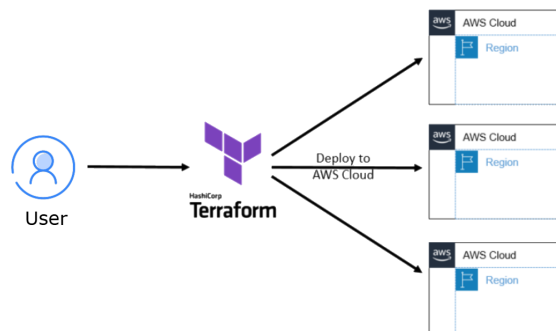 aws AWS Cloud
Region
aws AWS Cloud
Region
Deploy to
AWS Cloud
User
HashiCorp
Terraform
aws AWS Cloud
Region